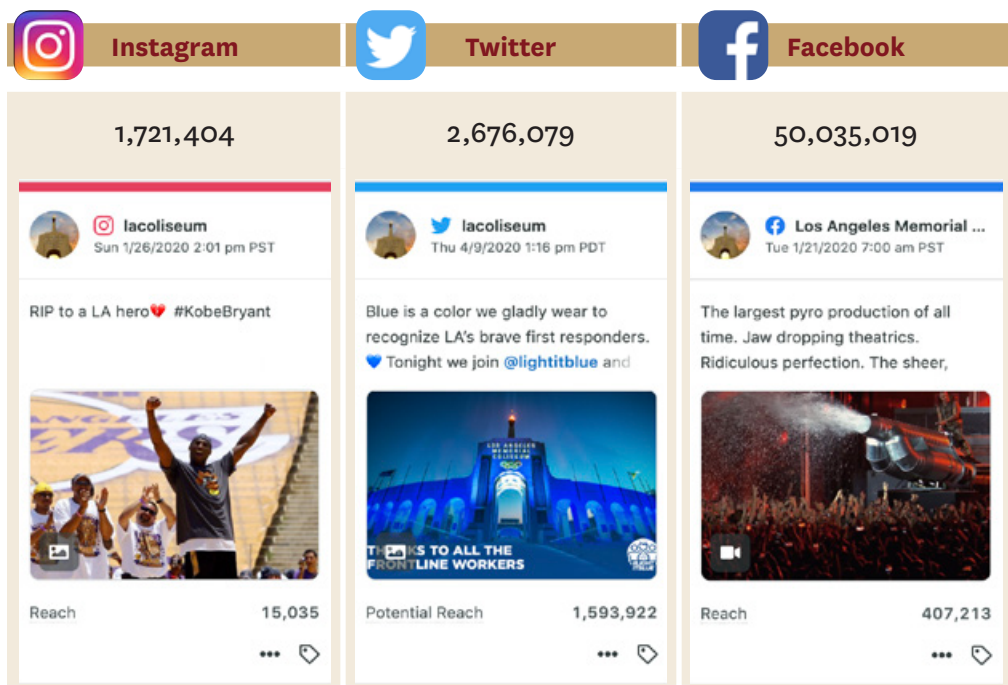 Instagram
1,721,404
lacoliseum
Sun 1/26/2020 2:01 pm PST
RIP to a LA hero💔 #KobeBryant
Reach 15,035
Twitter
2,676,079
lacoliseum
Thu 4/9/2020 1:16 pm PDT
Blue is a color we gladly wear to
recognize LA's brave first responders.
💙 Tonight we join @lightitblue and
LOS ANGELES
MEMORIAL
COLISEUM
S TO ALL THE
FRONTLINE WORKERS
Potential Reach 1,593,922
Facebook
50,035,019
Los Angeles Memorial ...
Tue 1/21/2020 7:00 am PST
The largest pyro production of all
time. Jaw dropping theatrics.
Ridiculous perfection. The sheer,
Reach 407,213